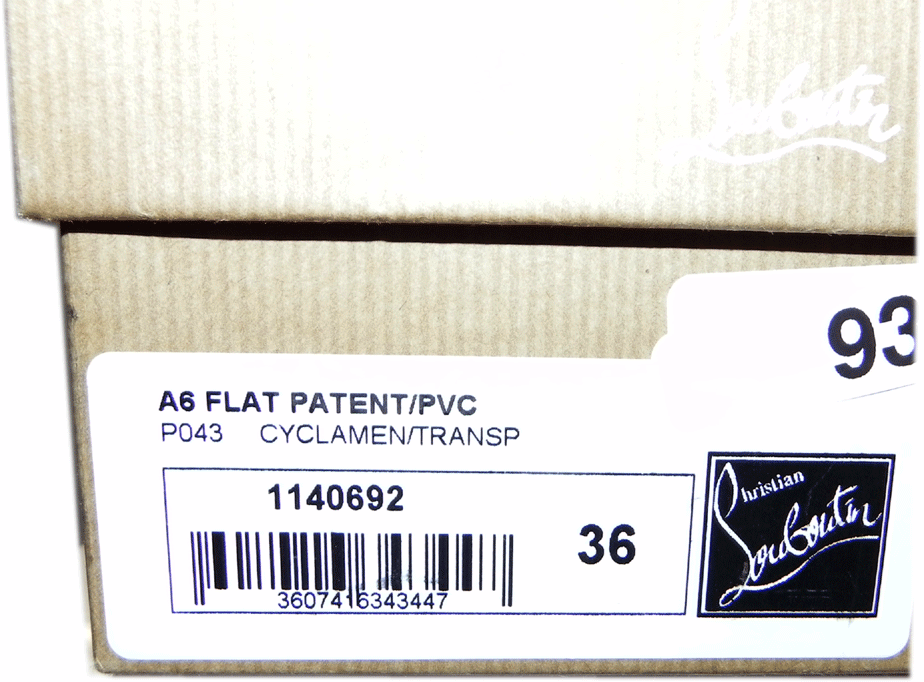 Louboutin
93
A6 FLAT PATENT/PVC
P043 CYCLAMEN/TRANSP
1140692
36
3607416343447
Christian
Louboutin